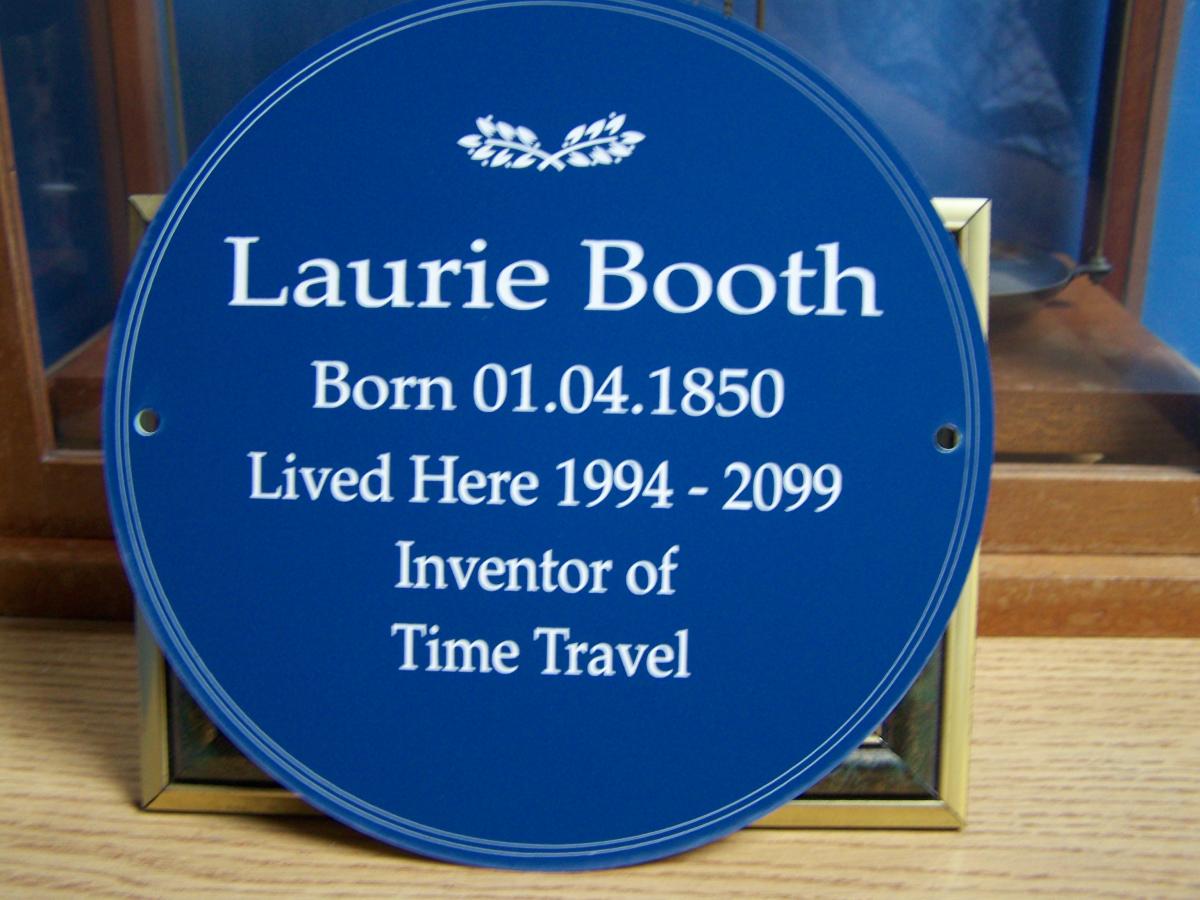 Laurie Booth
Born 01.04.1850
Lived Here 1994 - 2099
Inventor of
Time Travel